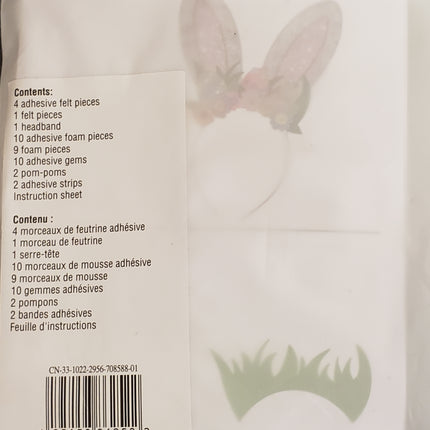 Contents:
4 adhesive felt pieces
1 felt pieces
1 headband
10 adhesive foam pieces
9 foam pieces
10 adhesive gems
2 pom-poms
2 adhesive strips
Instruction sheet
Contenu :
4 morceaux de feutrine adhésive
1 morceau de feutrine
1 serre-tête
10 morceaux de mousse adhésive
9 morceaux de mousse
10 gemmes adhésives
2 pompons
2 bandes adhésives
Feuille d'instructions
CN-33-1022-2956-708588-01